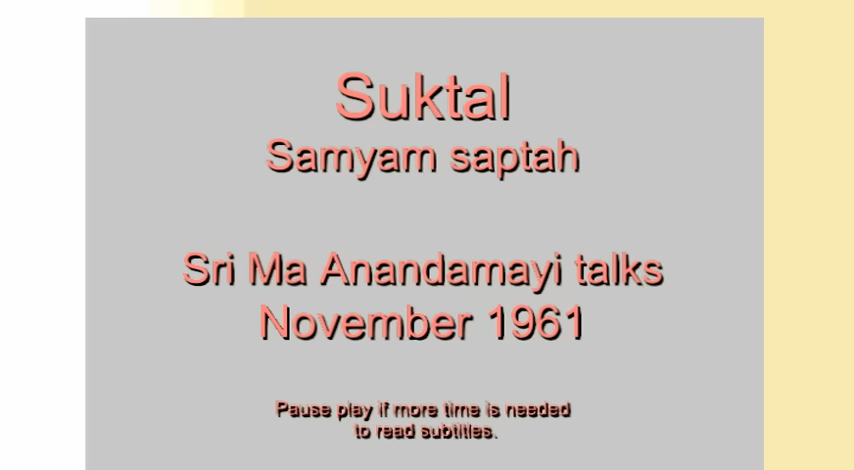 Suktal
Samyam saptah
Sri Ma Anandamayi talks
November 1961
Pause play if more time is needed
to read subtitles.